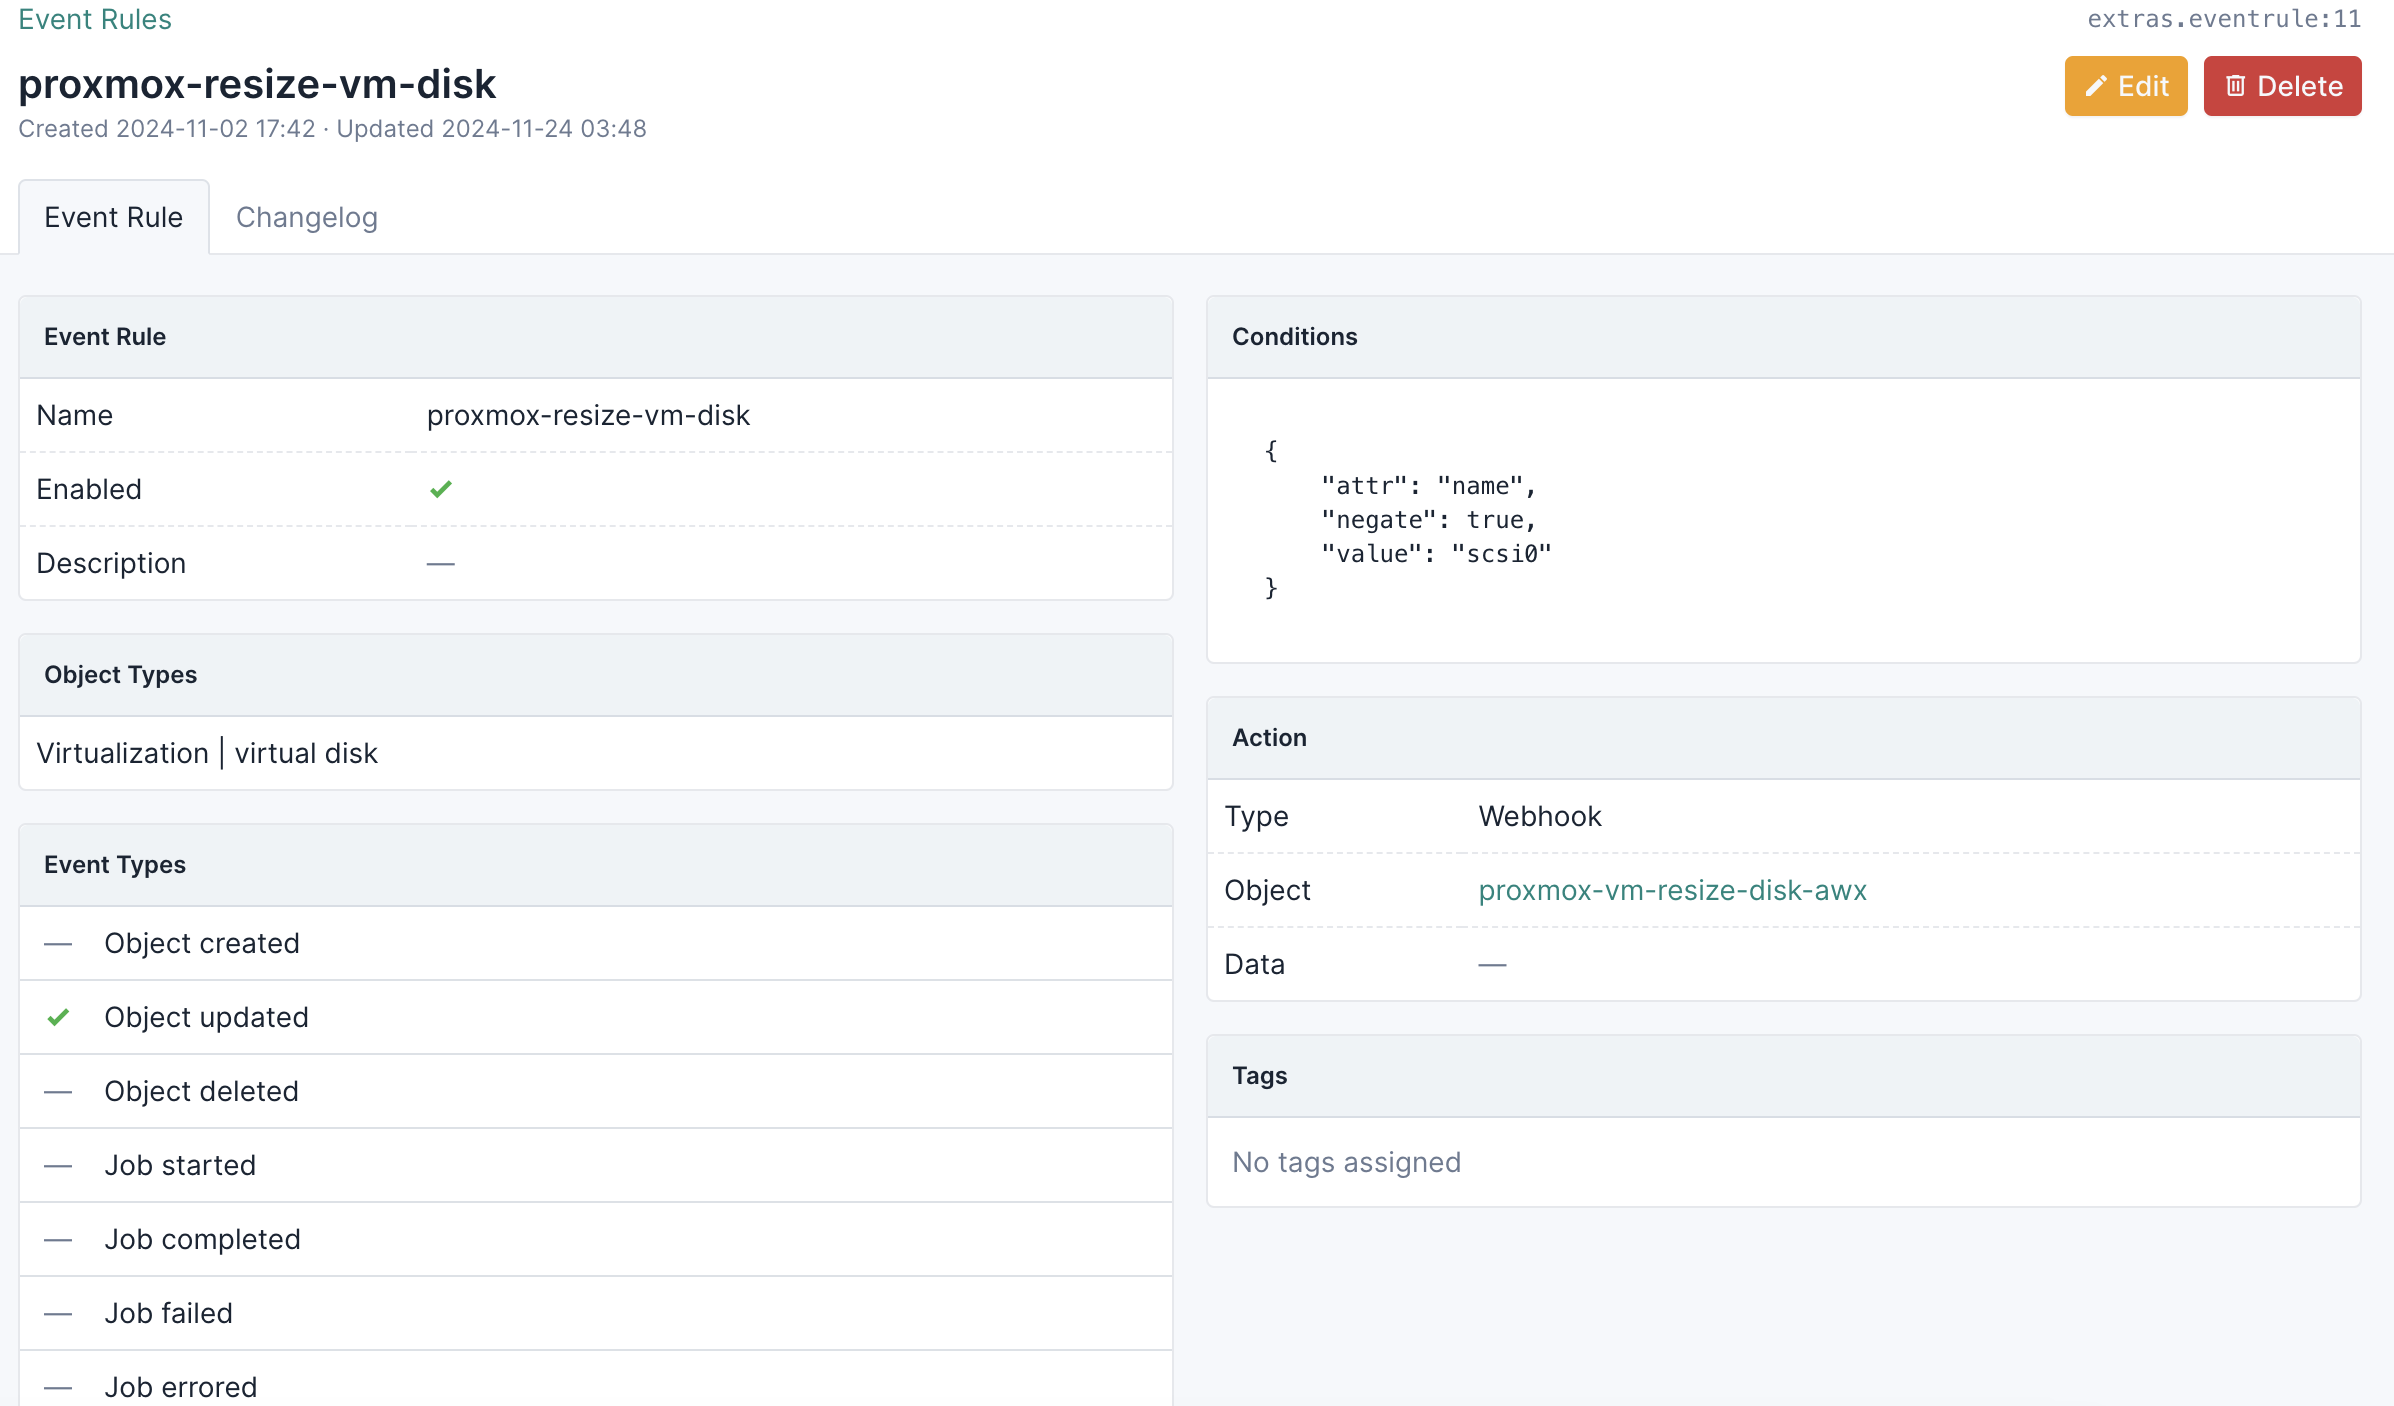 Event Rules
extras.eventrule:11
proxmox-resize-vm-disk
Edit
Delete
Created 2024-11-02 17:42 · Updated 2024-11-24 03:48
Event Rule
Changelog
Event Rule
Name proxmox-resize-vm-disk
Enabled
Description —
Object Types
Virtualization | virtual disk
Event Types
— Object created
Object updated
— Object deleted
— Job started
— Job completed
— Job failed
— Job errored
Conditions
{
    "attr": "name",
    "negate": true,
    "value": "scsi0"
}
Action
Type Webhook
Object proxmox-vm-resize-disk-awx
Data —
Tags
No tags assigned